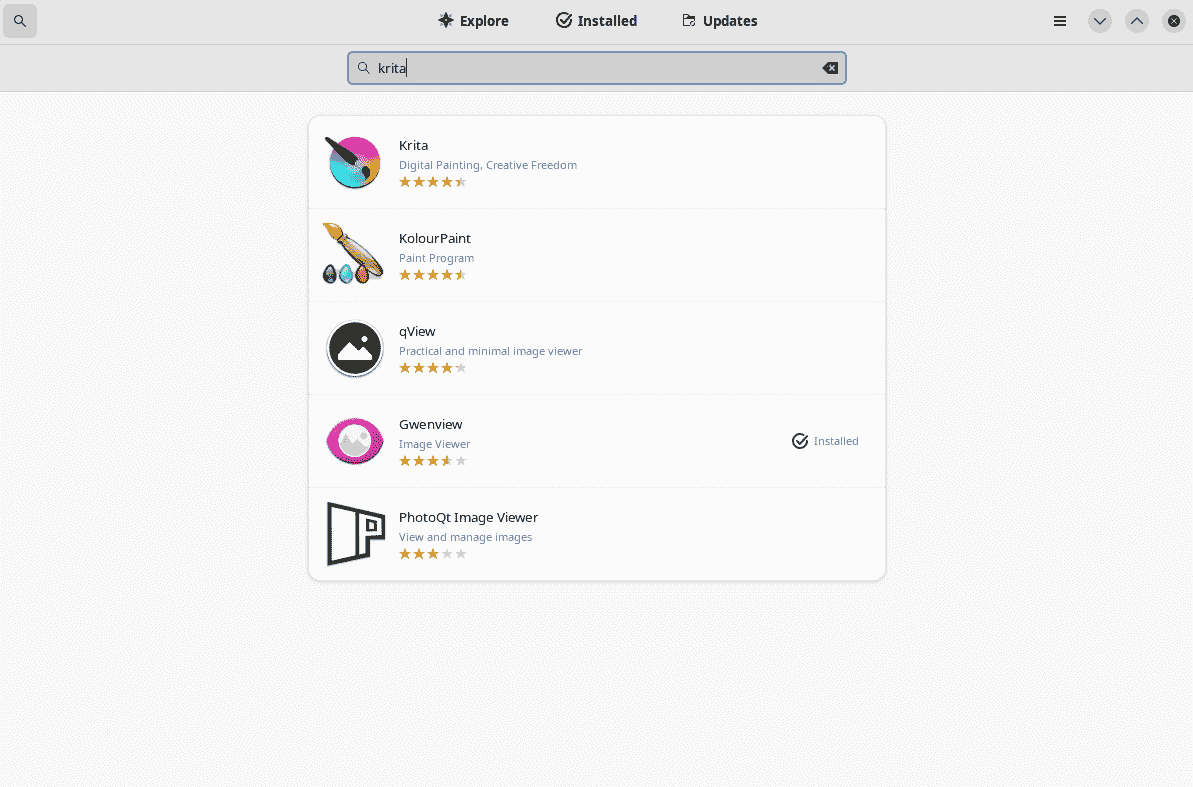 Explore
Installed
Updates
krita
Krita
Digital Painting, Creative Freedom
KolourPaint
Paint Program
qView
Practical and minimal image viewer
Gwenview
Image Viewer
Installed
PhotoQt Image Viewer
View and manage images